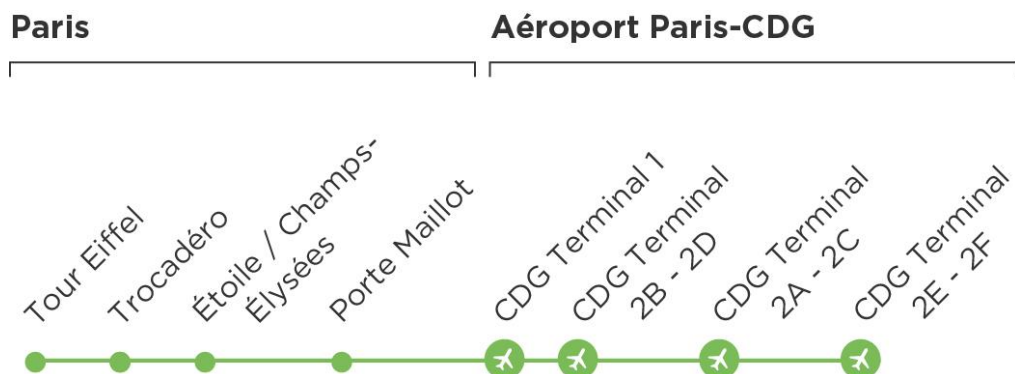 Paris
Aéroport Paris-CDG
Tour Eiffel
Trocadéro
Étoile / Champs-
Élysées
Porte Maillot
CDG Terminal 1
CDG Terminal
2B - 2D
CDG Terminal
2A - 2C
CDG Terminal
2E - 2F